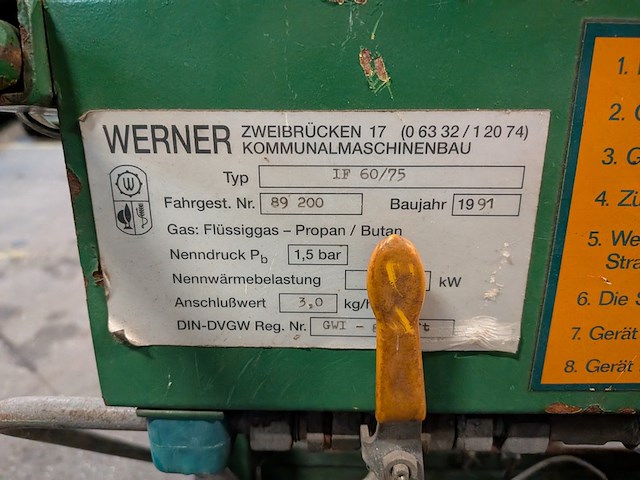 WERNER ZWEIBRÜCKEN 17 (0 63 32 / 1 20 74)
KOMMUNALMASCHINENBAU
Typ IF 60/75
Fahrgest. Nr. 89 200 Baujahr 1991
Gas: Flüssiggas – Propan / Butan
Nenndruck Pb 1,5 bar
Nennwärmebelastung kW
Anschlußwert 3,0
DIN-DVGW Reg. Nr. GWI -
W
1.
2.
3.
4.
5.
6. Die
7. Gerät
8. Gerät